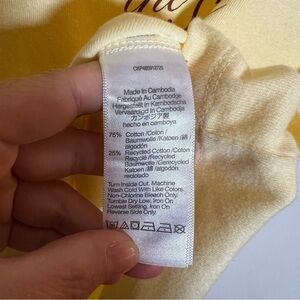 Made In Cambodia
Fabriqué Au Cambodge
Hergestellt in Kambodscha
Vervaardigd In Cambodja
カンボジア製
hecho en camboya
75% Cotton /Coton/
Baumwolle /Katoen /綿/
algodón
25% Recycled Cotton /Coton
Recyclé /Recycled
Baumwolle /Gerecycled
Katoen /綿/ algodón
reciclado
Turn Inside Out. Machine
Wash Cold With Like Colors.
Non-Chlorine Bleach Only.
Tumble Dry Low. Iron On
Lowest Setting. Iron On
Reverse Side Only.